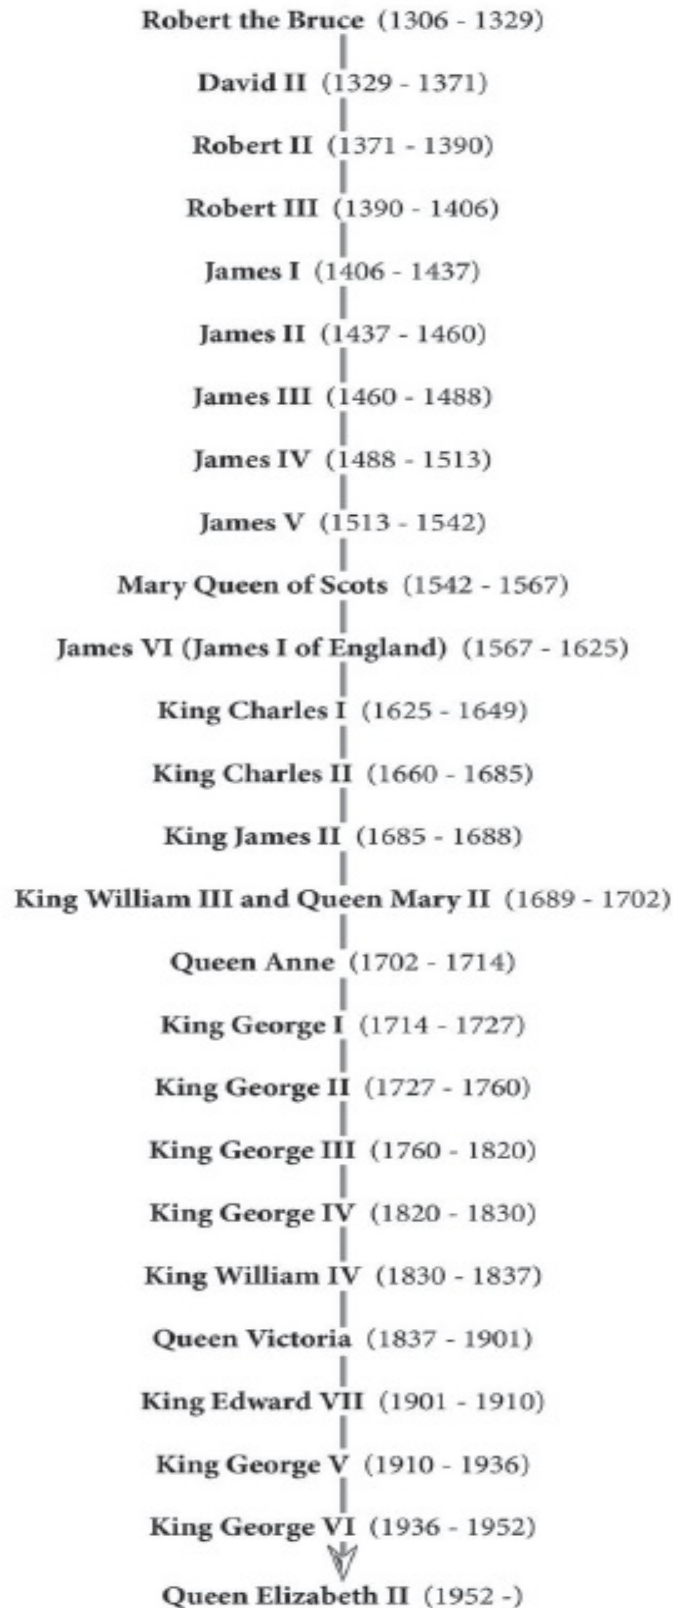 Robert the Bruce (1306 - 1329)
David II (1329 - 1371)
Robert II (1371 - 1390)
Robert III (1390 - 1406)
James I (1406 - 1437)
James II (1437 - 1460)
James III (1460 - 1488)
James IV (1488 - 1513)
James V (1513 - 1542)
Mary Queen of Scots (1542 - 1567)
James VI (James I of England) (1567 - 1625)
King Charles I (1625 - 1649)
King Charles II (1660 - 1685)
King James II (1685 - 1688)
King William III and Queen Mary II (1689 - 1702)
Queen Anne (1702 - 1714)
King George I (1714 - 1727)
King George II (1727 - 1760)
King George III (1760 - 1820)
King George IV (1820 - 1830)
King William IV (1830 - 1837)
Queen Victoria (1837 - 1901)
King Edward VII (1901 - 1910)
King George V (1910 - 1936)
King George VI (1936 - 1952)
Queen Elizabeth II (1952 -)